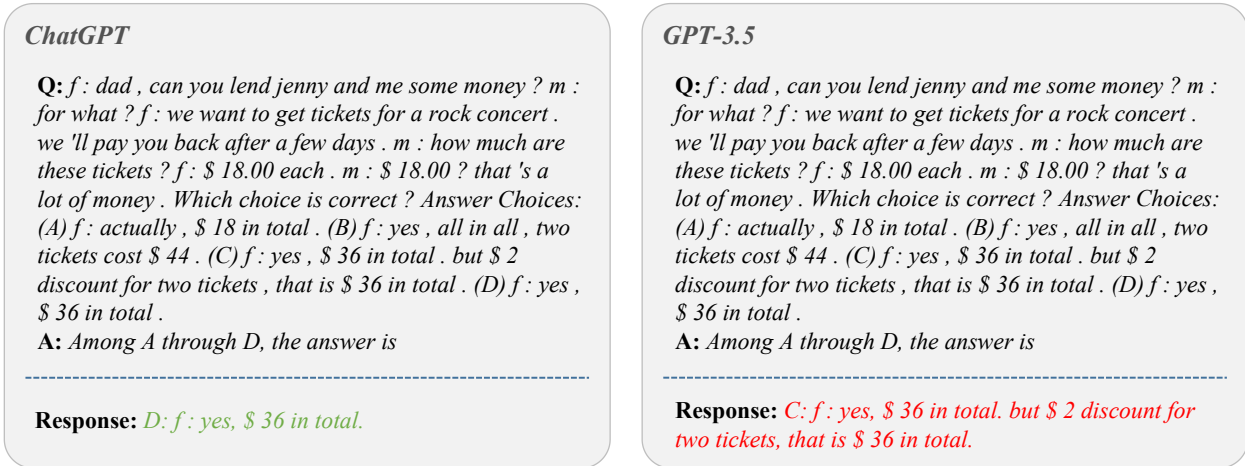 ChatGPT
Q: f : dad , can you lend jenny and me some money ? m :
for what ? f : we want to get tickets for a rock concert .
we 'll pay you back after a few days . m : how much are
these tickets ? f : $ 18.00 each . m : $ 18.00 ? that 's a
lot of money . Which choice is correct ? Answer Choices:
(A) f : actually , $ 18 in total . (B) f : yes , all in all , two
tickets cost $ 44 . (C) f : yes , $ 36 in total . but $ 2
discount for two tickets , that is $ 36 in total . (D) f : yes ,
$ 36 in total .
A: Among A through D, the answer is
Response: D: f : yes, $ 36 in total.
GPT-3.5
Q: f : dad , can you lend jenny and me some money ? m :
for what ? f : we want to get tickets for a rock concert .
we 'll pay you back after a few days . m : how much are
these tickets ? f : $ 18.00 each . m : $ 18.00 ? that 's a
lot of money . Which choice is correct ? Answer Choices:
(A) f : actually , $ 18 in total . (B) f : yes , all in all , two
tickets cost $ 44 . (C) f : yes , $ 36 in total . but $ 2
discount for two tickets , that is $ 36 in total . (D) f : yes ,
$ 36 in total .
A: Among A through D, the answer is
Response: C: f : yes, $ 36 in total. but $ 2 discount for
two tickets, that is $ 36 in total.